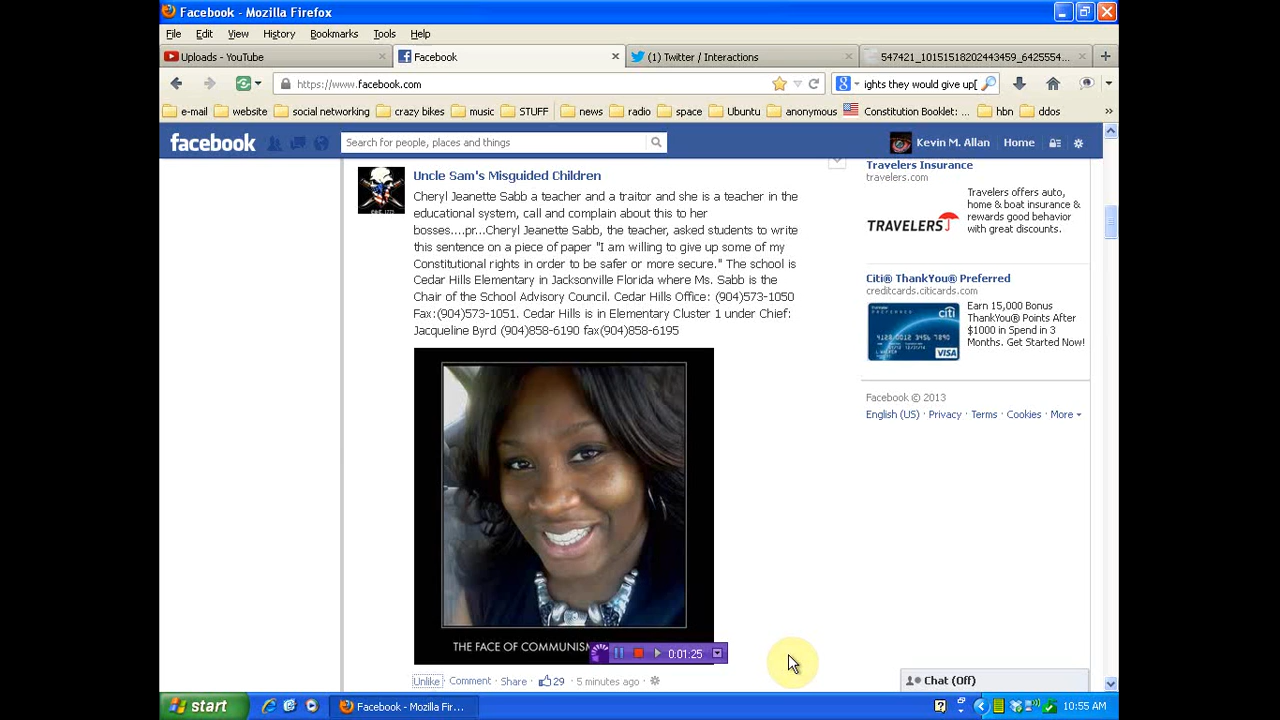 Facebook - Mozilla Firefox
File Edit View History Bookmarks Tools Help
Uploads - YouTube
Facebook
(1) Twitter / Interactions
547421_10151518202443459_6425554...
https://www.facebook.com
ights they would give up[
e-mail website social networking crazy bikes music STUFF news radio space Ubuntu anonymous Constitution Booklet:... hbn ddos
facebook
Search for people, places and things
Kevin M. Allan Home
Uncle Sam's Misguided Children
Cheryl Jeanette Sabb a teacher and a traitor and she is a teacher in the
educational system, call and complain about this to her
bosses....pr...Cheryl Jeanette Sabb, the teacher, asked students to write
this sentence on a piece of paper "I am willing to give up some of my
Constitutional rights in order to be safer or more secure." The school is
Cedar Hills Elementary in Jacksonville Florida where Ms. Sabb is the
Chair of the School Advisory Council. Cedar Hills Office: (904)573-1050
Fax:(904)573-1051. Cedar Hills is in Elementary Cluster 1 under Chief:
Jacqueline Byrd (904)858-6190 fax(904)858-6195
THE FACE OF COMMUNISM
0:01:25
Unlike · Comment · Share · 29 · 5 minutes ago ·
Travelers Insurance
travelers.com
TRAVELERS
Travelers offers auto,
home & boat insurance &
rewards good behavior
with great discounts.
Citi® ThankYou® Preferred
creditcards.citicards.com
citi
VISA
Earn 15,000 Bonus
ThankYou® Points After
$1000 in Spend in 3
Months. Get Started Now!
Facebook © 2013
English (US) · Privacy · Terms · Cookies · More
Chat (Off)
start
Facebook - Mozilla Fir...
10:55 AM